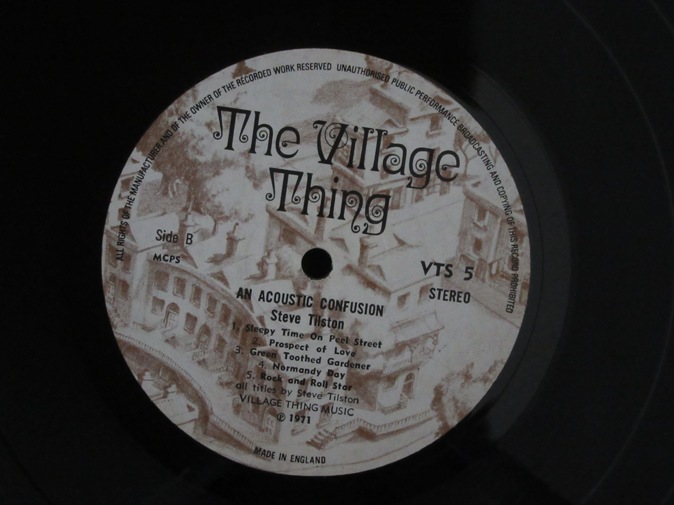 ALL RIGHTS OF THE MANUFACTURER AND OF THE OWNER OF THE RECORDED WORK RESERVED UNAUTHORISED PUBLIC PERFORMANCE BROADCASTING AND COPYING OF THIS RECORD PROHIBITED
The Village
Thing
Side B
MCPS
VTS 5
STEREO
AN ACOUSTIC CONFUSION
Steve Tilston
1. Sleepy Time On Peel Street
2. Prospect of Love
3. Green Toothed Gardener
4. Normandy Day
5. Rock and Roll Star
all titles by Steve Tilston
VILLAGE THING MUSIC
℗ 1971
MADE IN ENGLAND